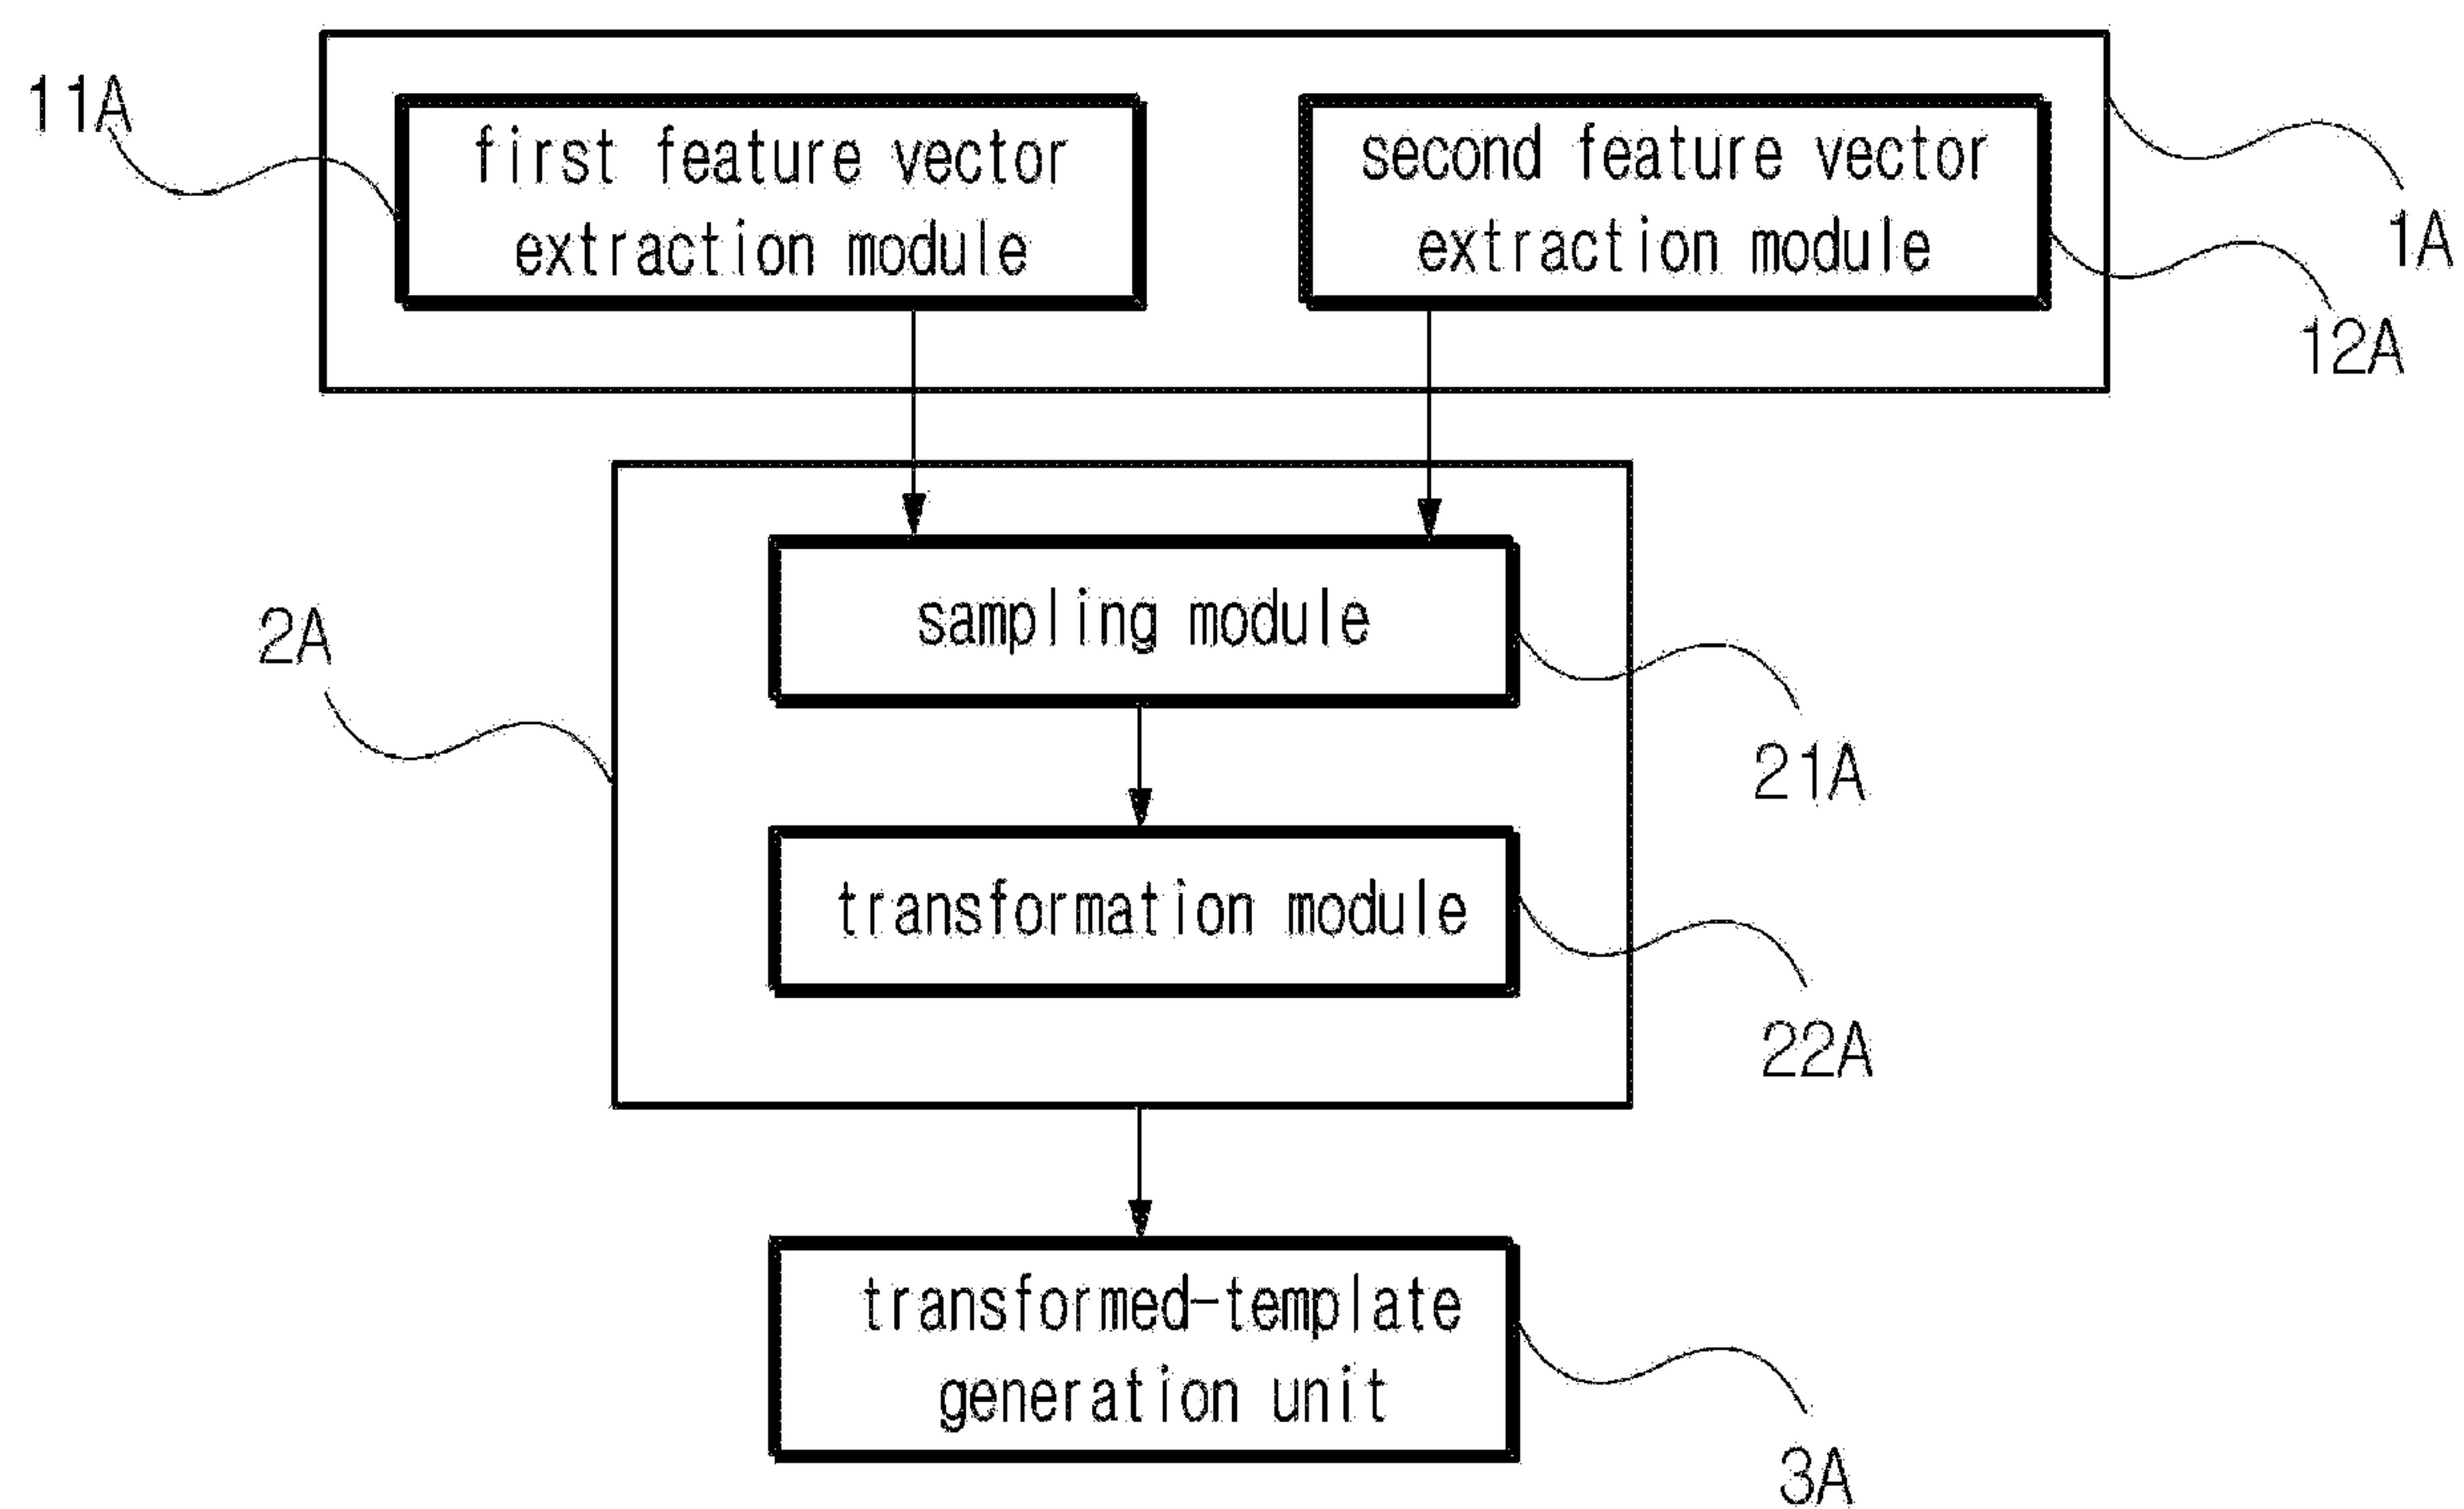 11A
first feature vector
extraction module
second feature vector
extraction module
1A
12A
sampling module
2A
21A
transformation module
22A
transformed-template
generation unit
3A